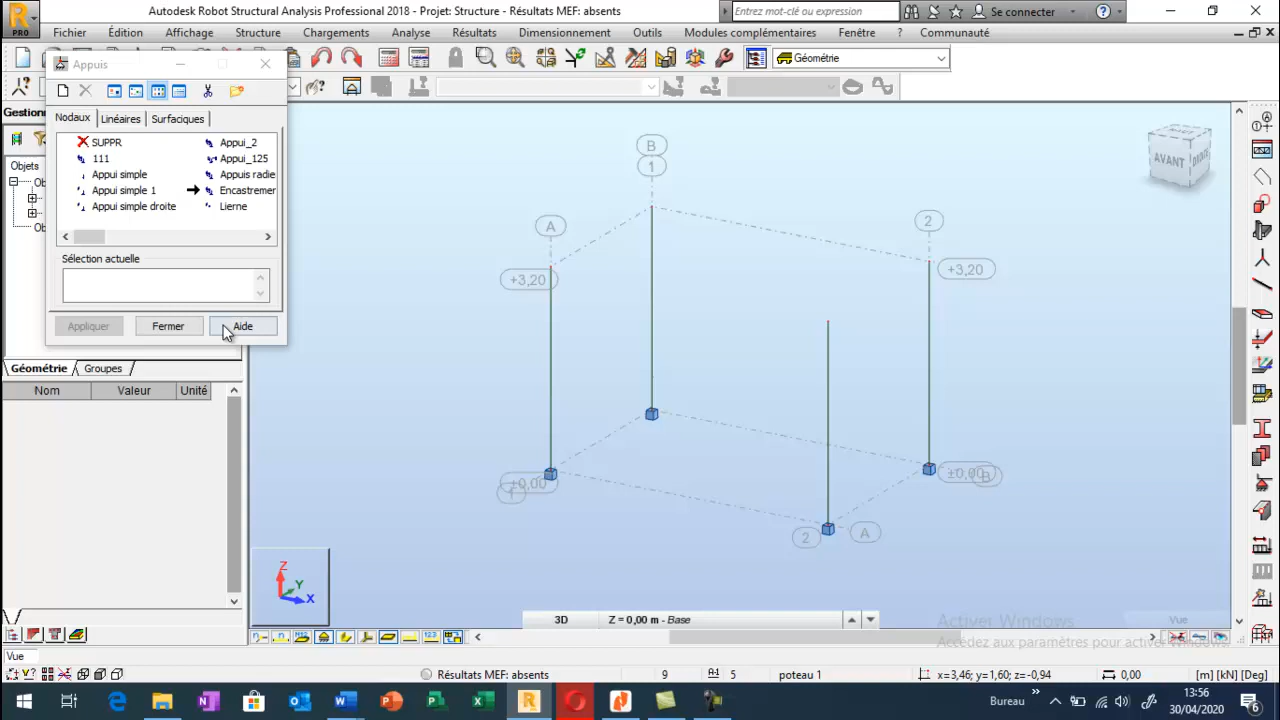 Autodesk Robot Structural Analysis Professional 2018 - Projet: Structure - Résultats MEF: absents
Entrez mot-clé ou expression
Se connecter
PRO
Fichier Édition Affichage Structure Chargements Analyse Résultats Dimensionnement Outils Modules complémentaires Fenêtre ? Communauté
Appuis
Géométrie
Gestion
Nodaux Linéaires Surfaciques
Objets
SUPPR. Appui_2
111 Appui_125
Appui simple Appuis radie
Appui simple 1 Encastremer
Appui simple droite Lierne
Sélection actuelle
Appliquer Fermer Aide
Géométrie Groupes
Nom Valeur Unité
B
1
A
2
+3,20
+3,20
±0,00
1
±0,00
B
2
A
AVANT
Z
Y
X
3D Z = 0,00 m - Base
Vue
Activer Windows
Accédez aux paramètres pour activer Windows.
Vue
Résultats MEF: absents 9 5 poteau 1 x=3,46; y=1,60; z=-0,94 0,00 [m] [kN] [Deg]
Bureau
13:56
30/04/2020
6